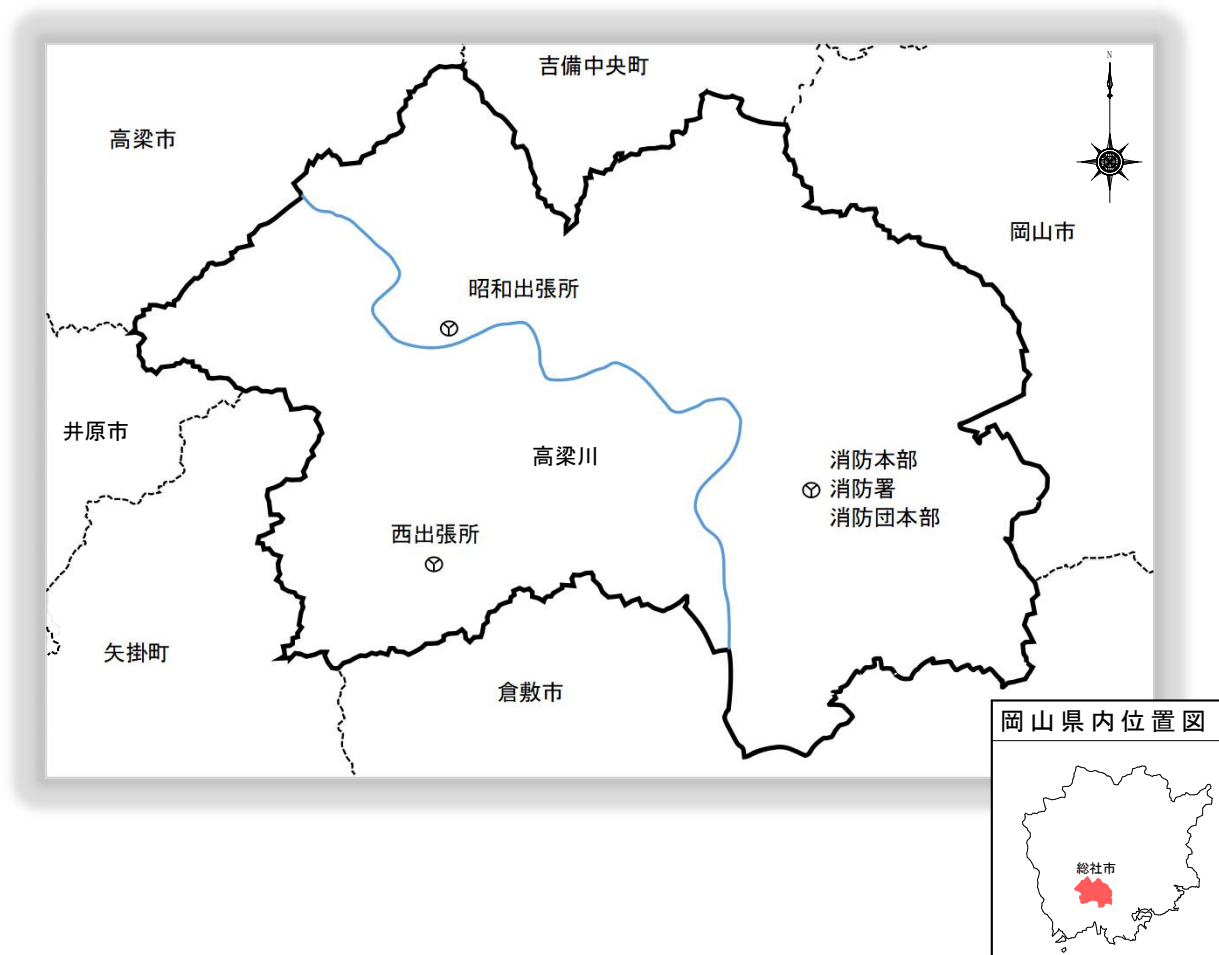 吉備中央町
N
高梁市
岡山市
昭和出張所
井原市
高梁川
消防本部
消防署
消防団本部
西出張所
矢掛町
倉敷市
岡山県内位置図
総社市